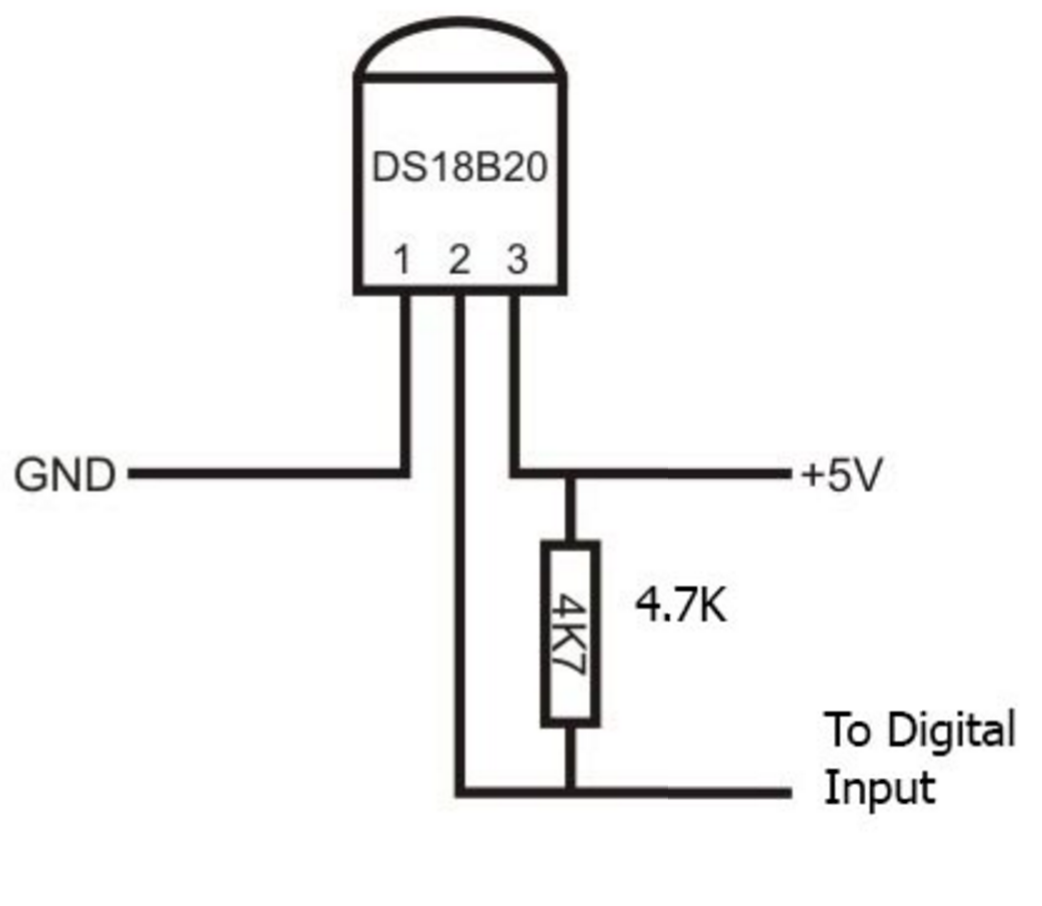 DS18B20
1 2 3
GND
+5V
4K7
4.7K
To Digital
Input